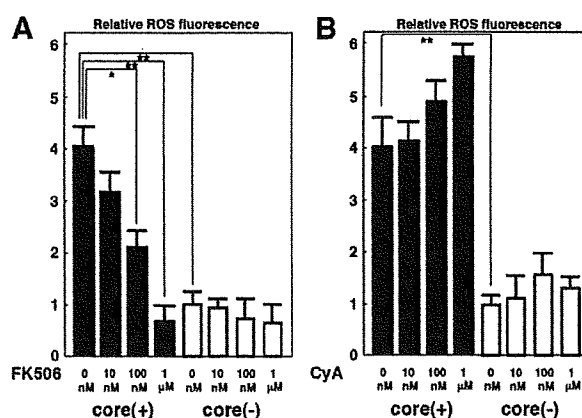 A
Relative ROS fluorescence
6
5
4
3
2
1
0
**
**
*
FK506
0 nM
10 nM
100 nM
1 µM
0 nM
10 nM
100 nM
1 µM
core(+)
core(-)
B
Relative ROS fluorescence
6
5
4
3
2
1
0
**
CyA
0 nM
10 nM
100 nM
1 µM
0 nM
10 nM
100 nM
1 µM
core(+)
core(-)